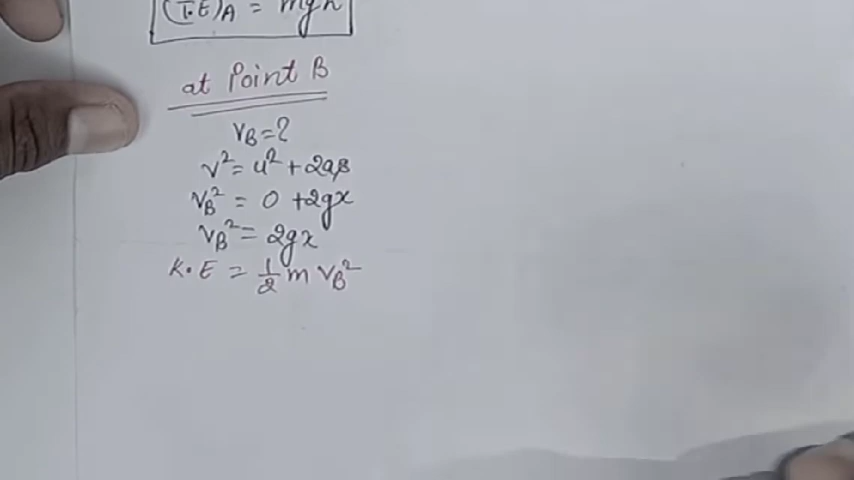 (T.E)A = mgh
at Point B
VB = ?
v² = u² + 2as
VB² = 0 + 2gx
VB² = 2gx
K.E = 1/2 m VB²